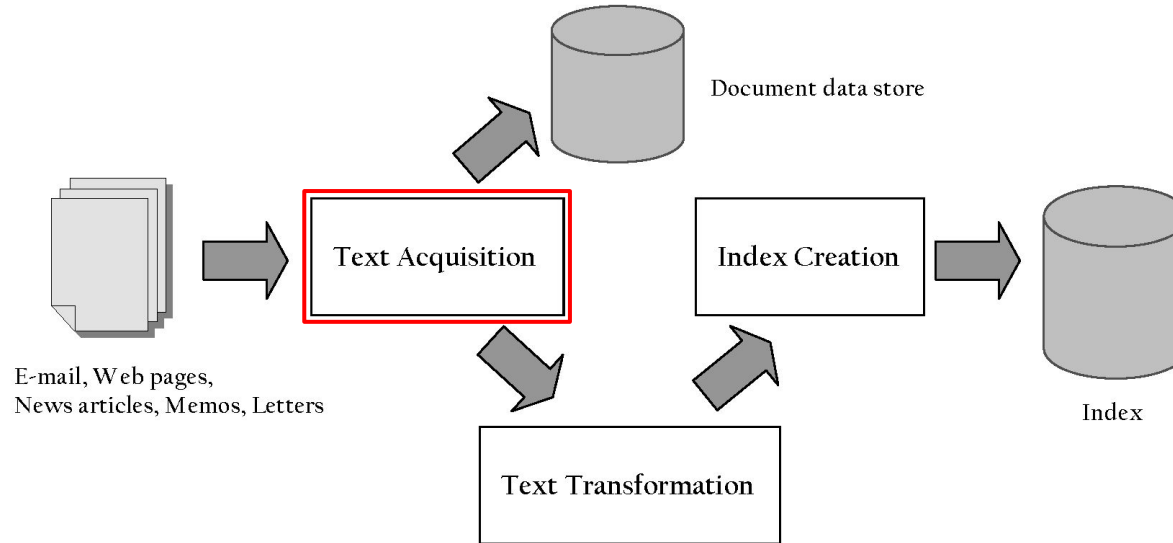 Document data store
Text Acquisition
Index Creation
E-mail, Web pages,
News articles, Memos, Letters
Index
Text Transformation